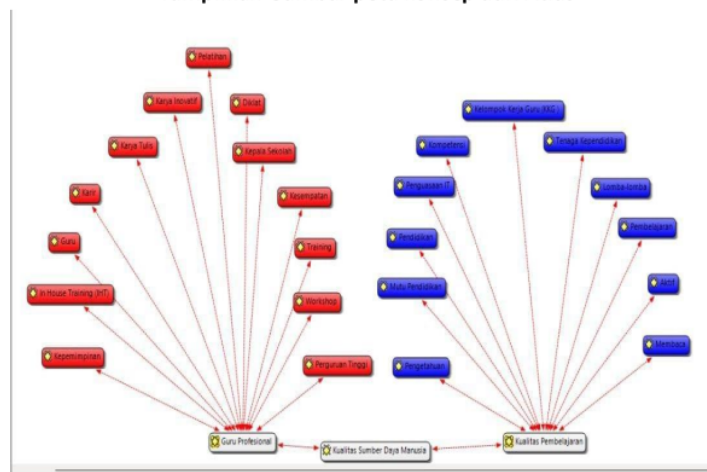 Pelatihan
Karya Inovatif
Diklat
Karya Tulis
Kepala Sekolah
Karir
Kesempatan
Guru
Training
In House Training (IHT)
Workshop
Kepemimpinan
Perguruan Tinggi
Kelompok Kerja Guru (KKG)
Kompetensi
Tenaga Kependidikan
Penguasaan IT
Lomba-lomba
Pendidikan
Pembelajaran
Mutu Pendidikan
Aktif
Pengetahuan
Membaca
Guru Profesional
Kualitas Sumber Daya Manusia
Kualitas Pembelajaran